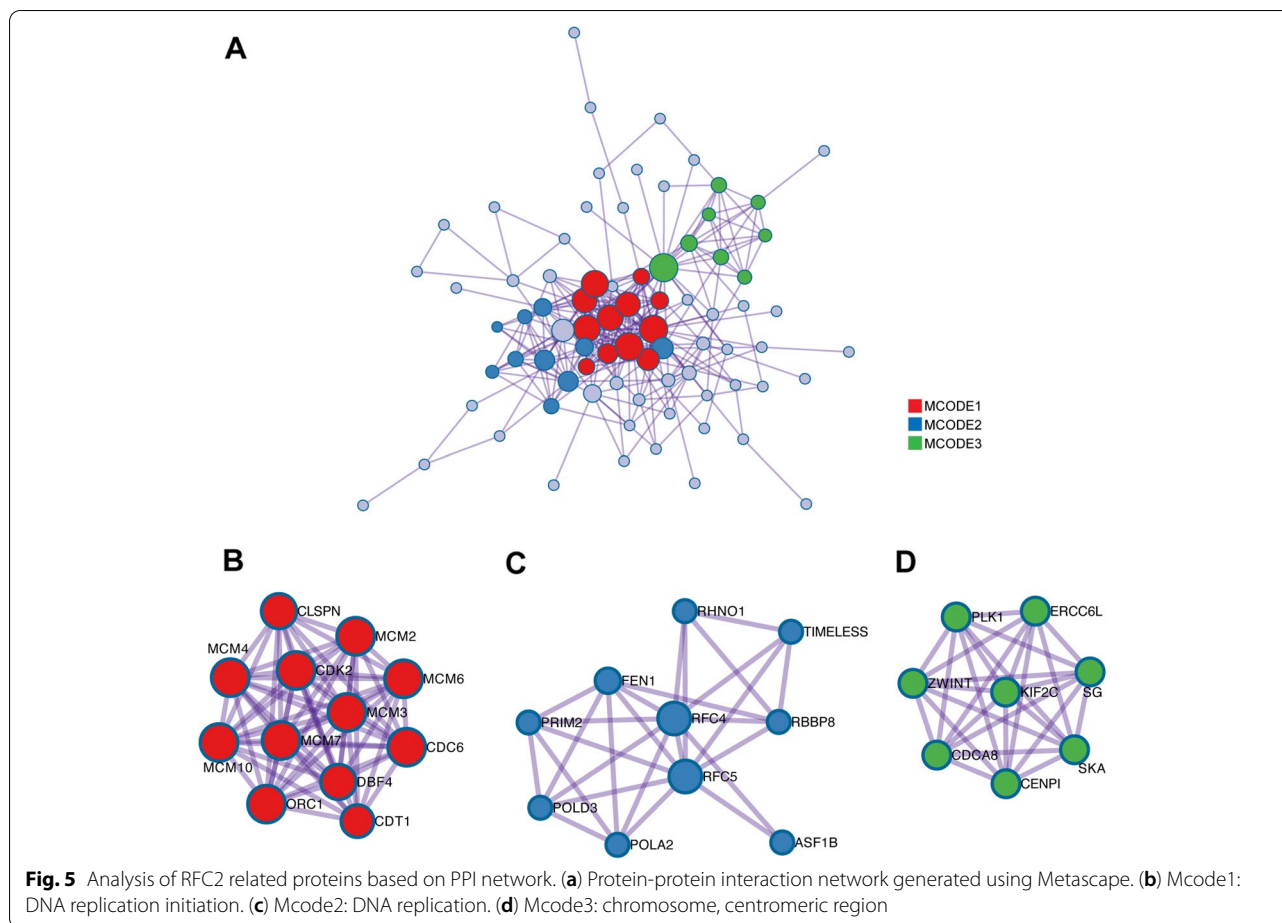 A
MCODE1
MCODE2
MCODE3
B
CLSPN
MCM2
MCM4
CDK2
MCM6
MCM3
MCM7
CDC6
MCM10
DBF4
ORC1
CDT1
C
RHNO1
TIMELESS
FEN1
PRIM2
RFC4
RBBP8
RFC5
POLD3
POLA2
ASF1B
D
PLK1
ERCC6L
ZWINT
KIF2C
SG
CDCA8
SKA
CENPI
Fig. 5 Analysis of RFC2 related proteins based on PPI network. (a) Protein-protein interaction network generated using Metascape. (b) Mcode1:
DNA replication initiation. (c) Mcode2: DNA replication. (d) Mcode3: chromosome, centromeric region